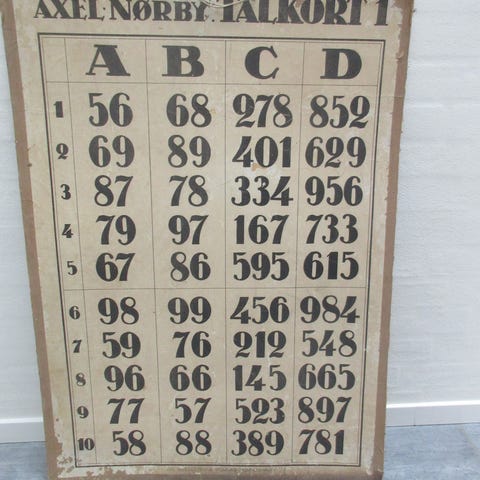 AXEL NØRBY. TALKORT 1
A B C D
1 56 68 278 852
2 69 89 401 629
3 87 78 334 956
4 79 97 167 733
5 67 86 595 615
6 98 99 456 984
7 59 76 212 548
8 96 66 145 665
9 77 57 523 897
10 58 88 389 781